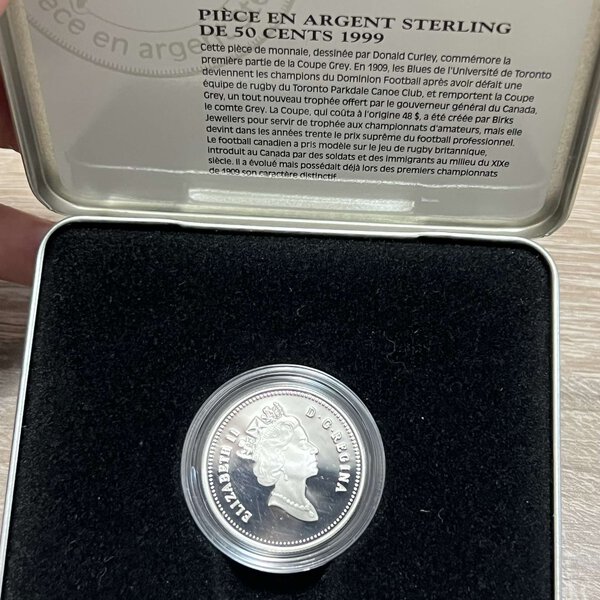 PIÈCE EN ARGENT STERLING
DE 50 CENTS 1999
Cette pièce de monnaie, dessinée par Donald Curley, commémore la
première partie de la Coupe Grey. En 1909, les Blues de l'Université de Toronto
deviennent les champions du Dominion Football après avoir défait une
équipe de rugby du Toronto Parkdale Canoe Club, et remportent la Coupe
Grey, un tout nouveau trophée offert par le gouverneur général du Canada,
le comte Grey. La Coupe, qui coûta à l'origine 48 $, a été créée par Birks
Jewellers pour servir de trophée aux championnats d'amateurs, mais elle
devint dans les années trente le prix suprême du football professionnel.
Le football canadien a pris modèle sur le jeu de rugby britannique,
introduit au Canada par des soldats et des immigrants au milieu du XIXe
siècle. Il a évolué mais possédait déjà lors des premiers championnats
de 1909 son caractère distinctif.
ièce en argent
ELIZABETH II D.G.REGINA